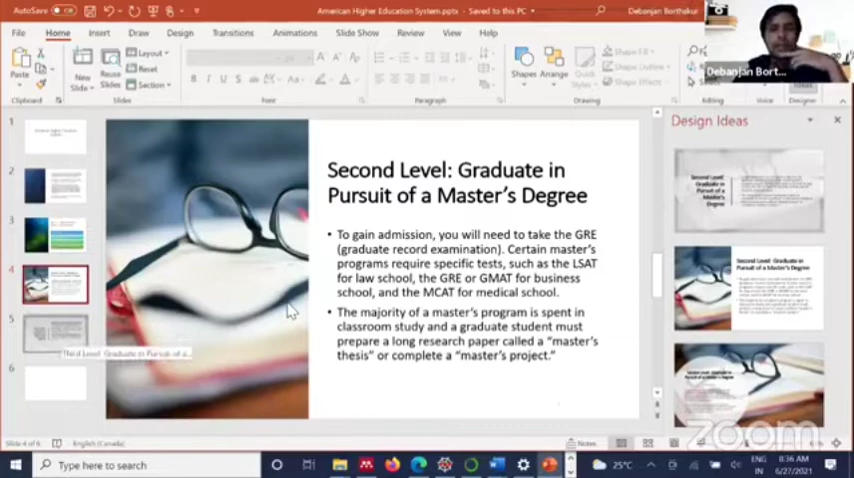 AutoSave Off
American Higher Education System.pptx - Saved to this PC
Debanjan Borthakur
File Home Insert Draw Design Transitions Animations Slide Show Review View Help
Paste
New Slide
Reuse Slides
Layout
Reset
Section
Shapes
Arrange
Quick Styles
Shape Fill
Shape Outline
Shape Effects
Debanjan Bort...
Clipboard
Slides
Font
Paragraph
Drawing
Editing
Voice
Designer
1
2
3
4
5
6
Third Level: Graduate in Pursuit of a...
Second Level: Graduate in
Pursuit of a Master's Degree
• To gain admission, you will need to take the GRE
(graduate record examination). Certain master's
programs require specific tests, such as the LSAT
for law school, the GRE or GMAT for business
school, and the MCAT for medical school.
• The majority of a master's program is spent in
classroom study and a graduate student must
prepare a long research paper called a "master's
thesis" or complete a "master's project."
Design Ideas
Second Level:
Graduate in
Pursuit of a
Master's
Degree
Second Level: Graduate in
Pursuit of a Master's Degree
zoom
Slide 4 of 6
English (Canada)
Notes
Type here to search
25°C
ENG
IN
8:36 AM
6/27/2021